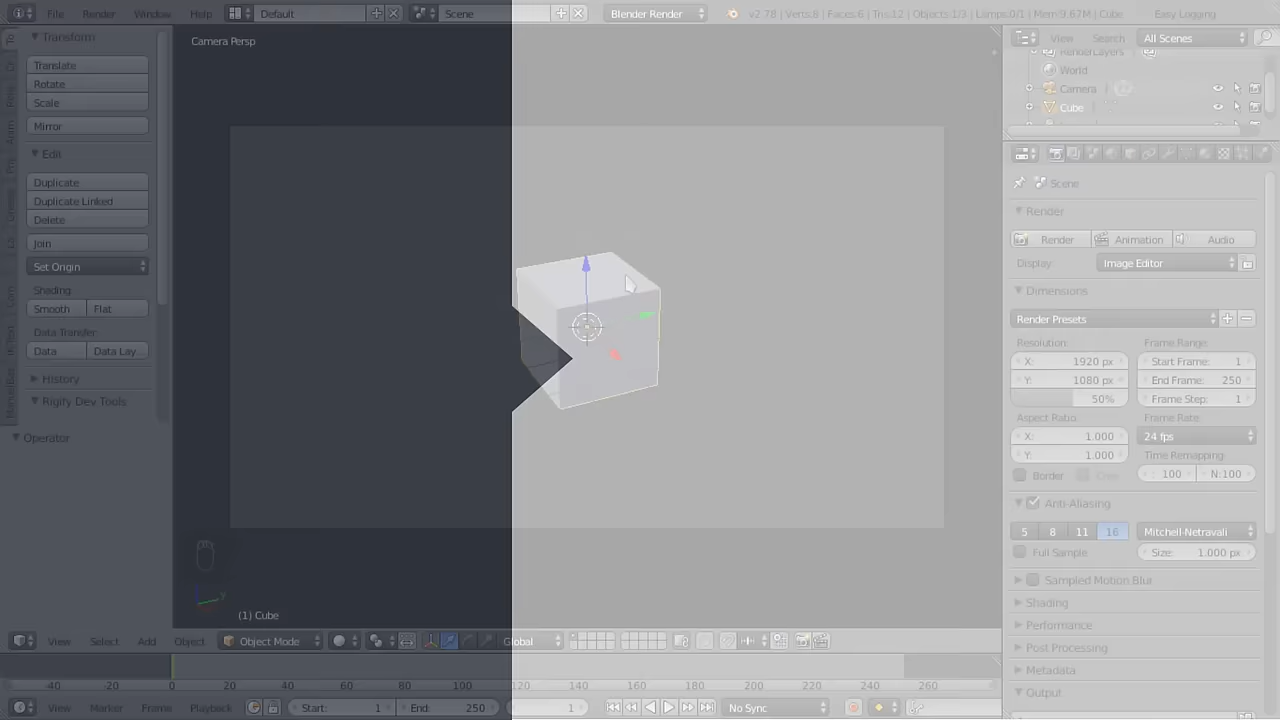 File Render Window Help Default Scene Blender Render v2.78 | Verts:8 | Faces:6 | Tris:12 | Objects:1/3 | Lamps:0/1 | Mem:9.67M | Cube Easy Logging
Transform
Translate
Rotate
Scale
Mirror
Edit
Duplicate
Duplicate Linked
Delete
Join
Set Origin
Shading:
Smooth Flat
Data Transfer:
Data Data Lay...
History
Rigify Dev Tools
Operator
Camera Persp
(1) Cube
View Select Add Object Object Mode Global
-40 -20 0 20 40 60 80 100 120 140 160 180 200 220 240 260
View Marker Frame Playback Start: 1 End: 250 1 No Sync
View Search All Scenes
RenderLayers
World
Camera
Cube
Scene
Render
Render Animation Audio
Display: Image Editor
Dimensions
Render Presets
Resolution: Frame Range:
X: 1920 px Start Frame: 1
Y: 1080 px End Frame: 250
50% Frame Step: 1
Aspect Ratio: Frame Rate:
X: 1.000 24 fps
Y: 1.000 Time Remapping:
Border Crop : 100 N:100
Anti-Aliasing
5 8 11 16 Mitchell-Netravali
Full Sample Size: 1.000 px
Sampled Motion Blur
Shading
Performance
Post Processing
Metadata
Output